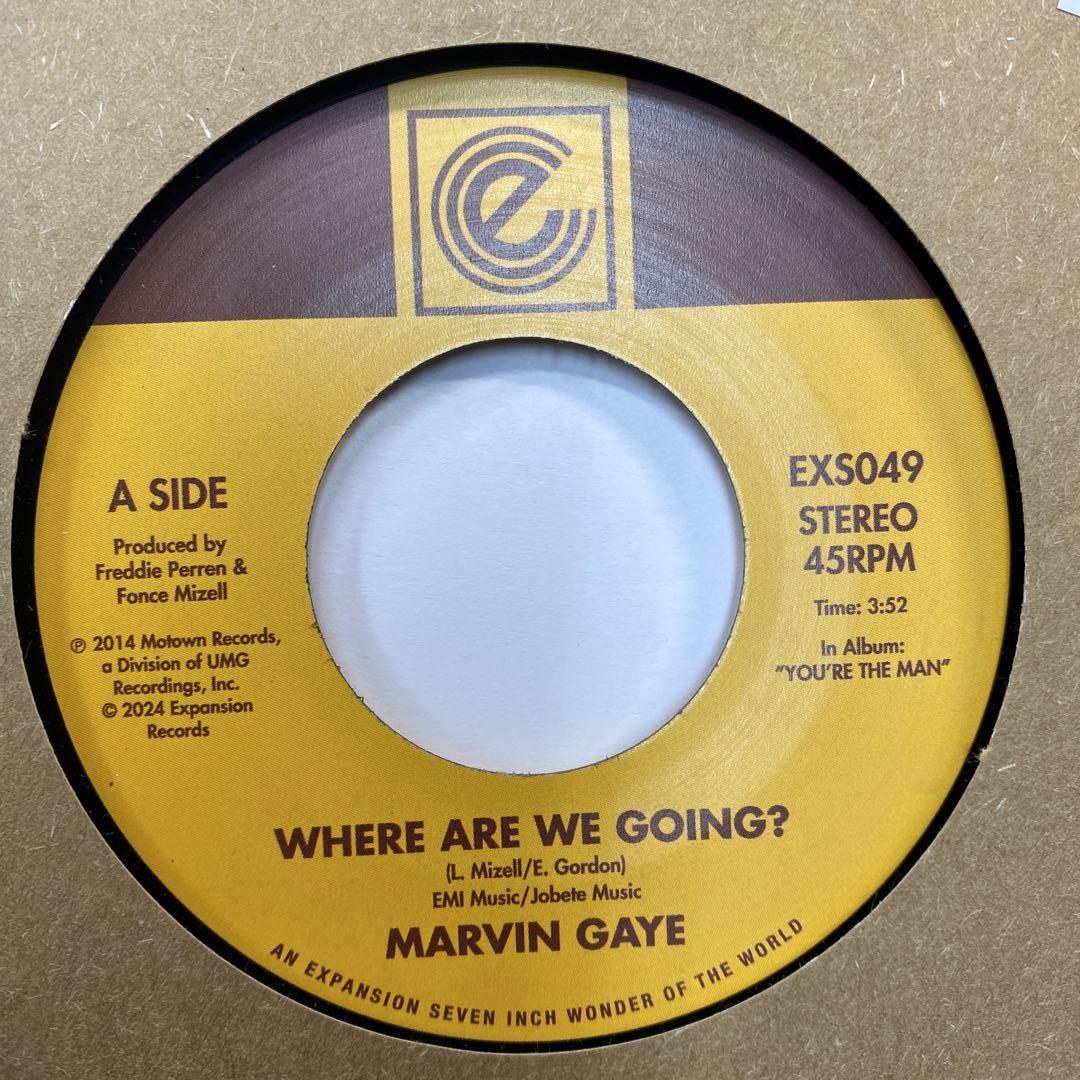 e
A SIDE
Produced by
Freddie Perren &
Fonce Mizell
℗ 2014 Motown Records,
a Division of UMG
Recordings, Inc.
© 2024 Expansion
Records
EXS049
STEREO
45RPM
Time: 3:52
In Album:
"YOU'RE THE MAN"
WHERE ARE WE GOING?
(L. Mizell/E. Gordon)
EMI Music/Jobete Music
MARVIN GAYE
AN EXPANSION SEVEN INCH WONDER OF THE WORLD